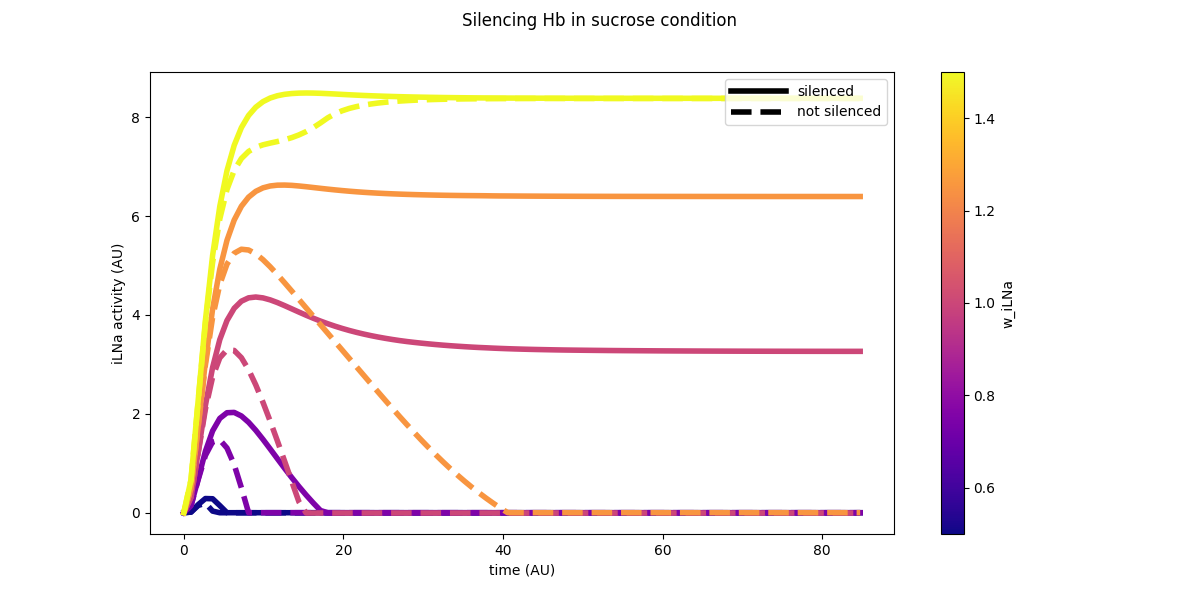 Silencing Hb in sucrose condition
silenced
not silenced
8
6
4
2
0
iLNa activity (AU)
0 20 40 60 80
time (AU)
1.4
1.2
1.0
0.8
0.6
w_iLNa